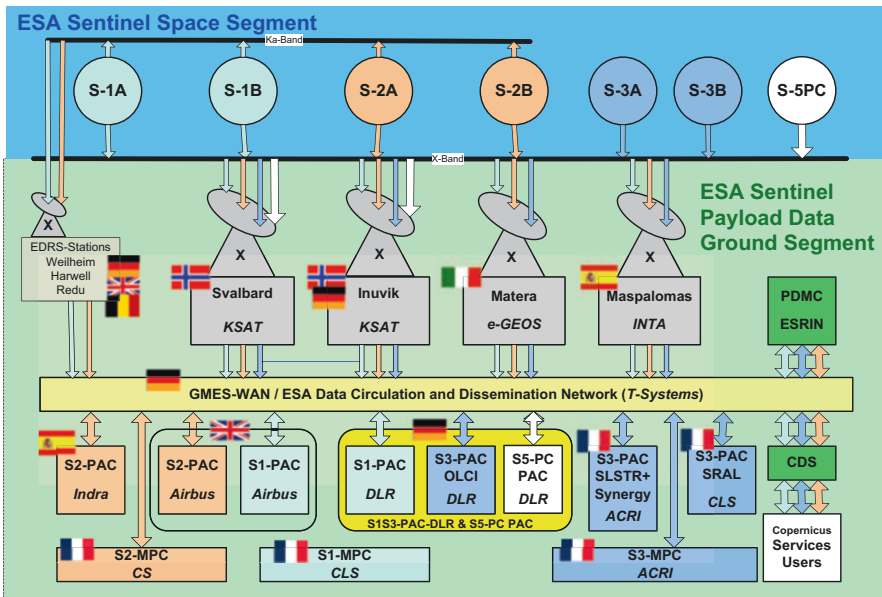 ESA Sentinel Space Segment
Ka-Band
S-1A
S-1B
S-2A
S-2B
S-3A
S-3B
S-5PC
X-Band
ESA Sentinel
Payload Data
Ground Segment
X
EDRS-Stations
Weilheim
Harwell
Redu
X
Svalbard
KSAT
X
Inuvik
KSAT
X
Matera
e-GEOS
X
Maspalomas
INTA
PDMC
ESRIN
GMES-WAN / ESA Data Circulation and Dissemination Network (T-Systems)
S2-PAC
Indra
S2-PAC
Airbus
S1-PAC
Airbus
S1-PAC
DLR
S3-PAC
OLCI
DLR
S5-PC
PAC
DLR
S1S3-PAC-DLR & S5-PC PAC
S3-PAC
SLSTR+
Synergy
ACRI
S3-PAC
SRAL
CLS
CDS
Copernicus
Services
Users
S2-MPC
CS
S1-MPC
CLS
S3-MPC
ACRI